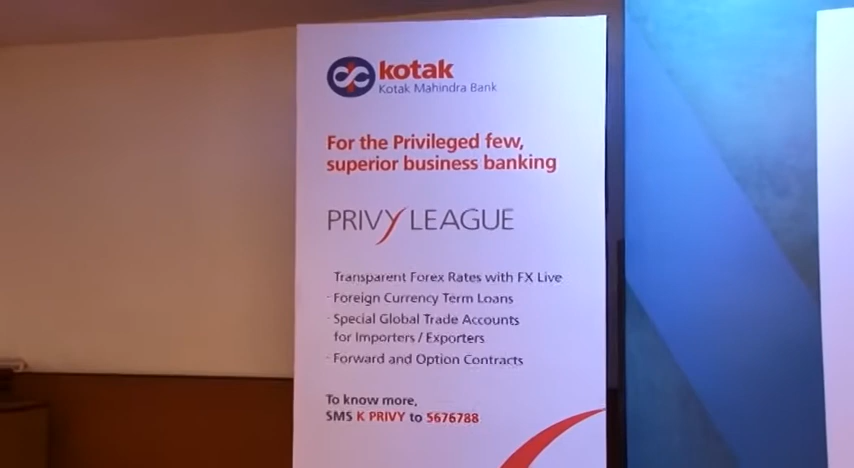 kotak
Kotak Mahindra Bank
For the Privileged few,
superior business banking
PRIVY LEAGUE
Transparent Forex Rates with FX Live
- Foreign Currency Term Loans
- Special Global Trade Accounts
for Importers / Exporters
- Forward and Option Contracts
To know more,
SMS K PRIVY to 5676788